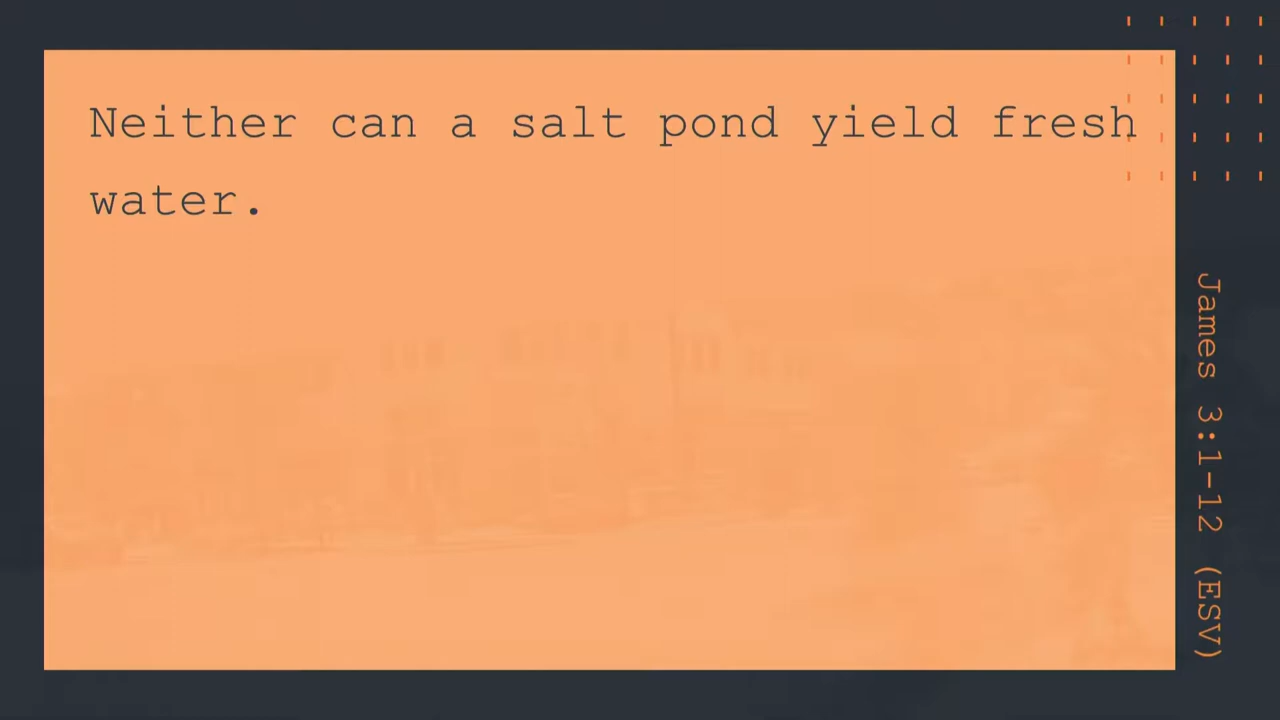 Neither can a salt pond yield fresh
water.
James 3:1-12 (ESV)